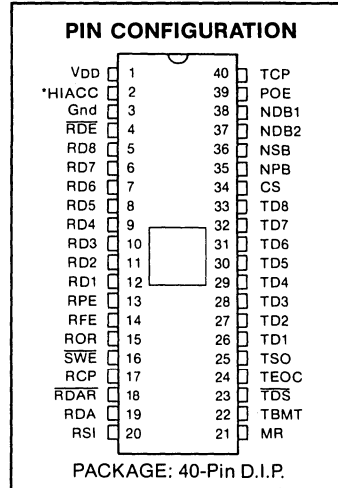 PIN CONFIGURATION
VDD 1 40 TCP
*HIACC 2 39 POE
Gnd 3 38 NDB1
RDE 4 37 NDB2
RD8 5 36 NSB
RD7 6 35 NPB
RD6 7 34 CS
RD5 8 33 TD8
RD4 9 32 TD7
RD3 10 31 TD6
RD2 11 30 TD5
RD1 12 29 TD4
RPE 13 28 TD3
RFE 14 27 TD2
ROR 15 26 TD1
SWE 16 25 TSO
RCP 17 24 TEOC
RDAR 18 23 TDS
RDA 19 22 TBMT
RSI 20 21 MR
PACKAGE: 40-Pin D.I.P.